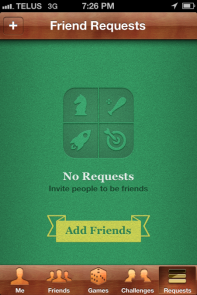 TELUS 3G 7:26 PM
+ Friend Requests
No Requests
Invite people to be friends.
Add Friends
Me Friends Games Challenges Requests